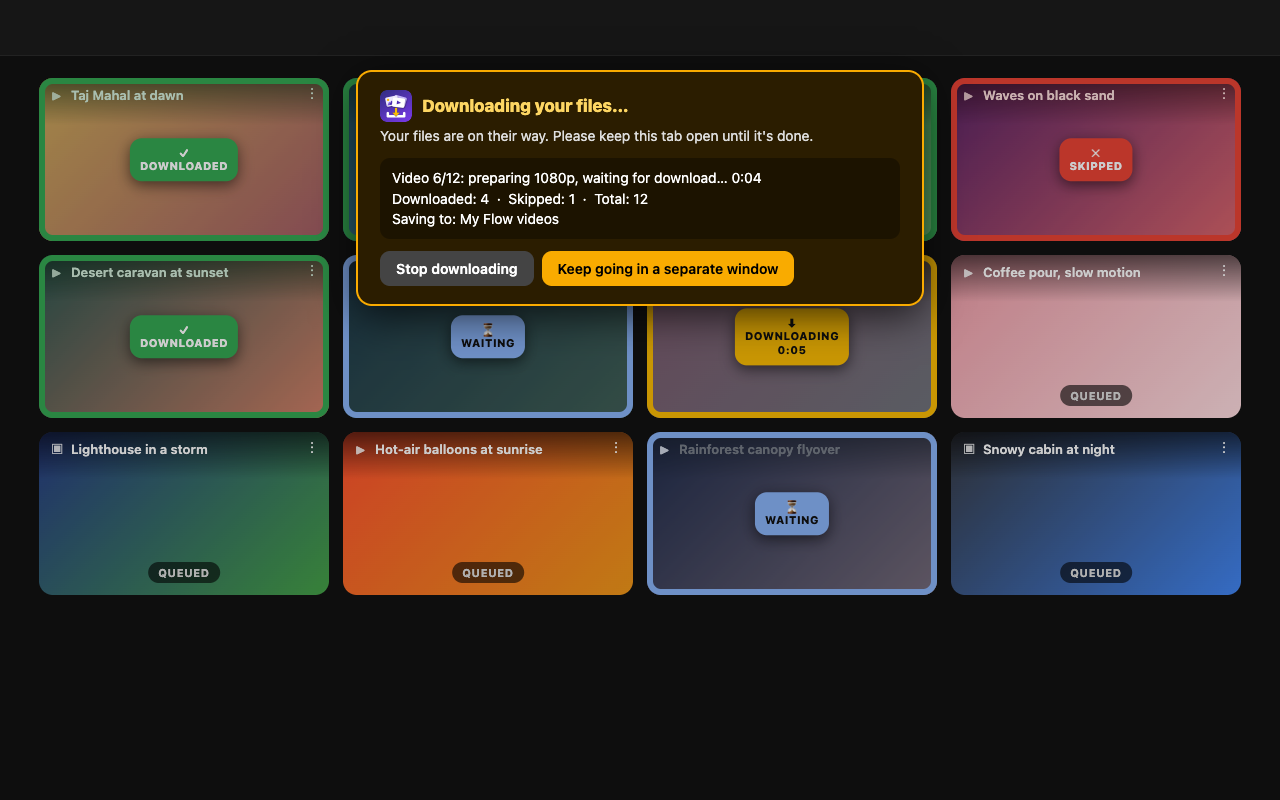 Taj Mahal at dawn
DOWNLOADED
Downloading your files...
Your files are on their way. Please keep this tab open until it's done.
Video 6/12: preparing 1080p, waiting for download... 0:04
Downloaded: 4 · Skipped: 1 · Total: 12
Saving to: My Flow videos
Stop downloading
Keep going in a separate window
Waves on black sand
SKIPPED
Desert caravan at sunset
DOWNLOADED
WAITING
DOWNLOADING
0:05
Coffee pour, slow motion
QUEUED
Lighthouse in a storm
QUEUED
Hot-air balloons at sunrise
QUEUED
Rainforest canopy flyover
WAITING
Snowy cabin at night
QUEUED